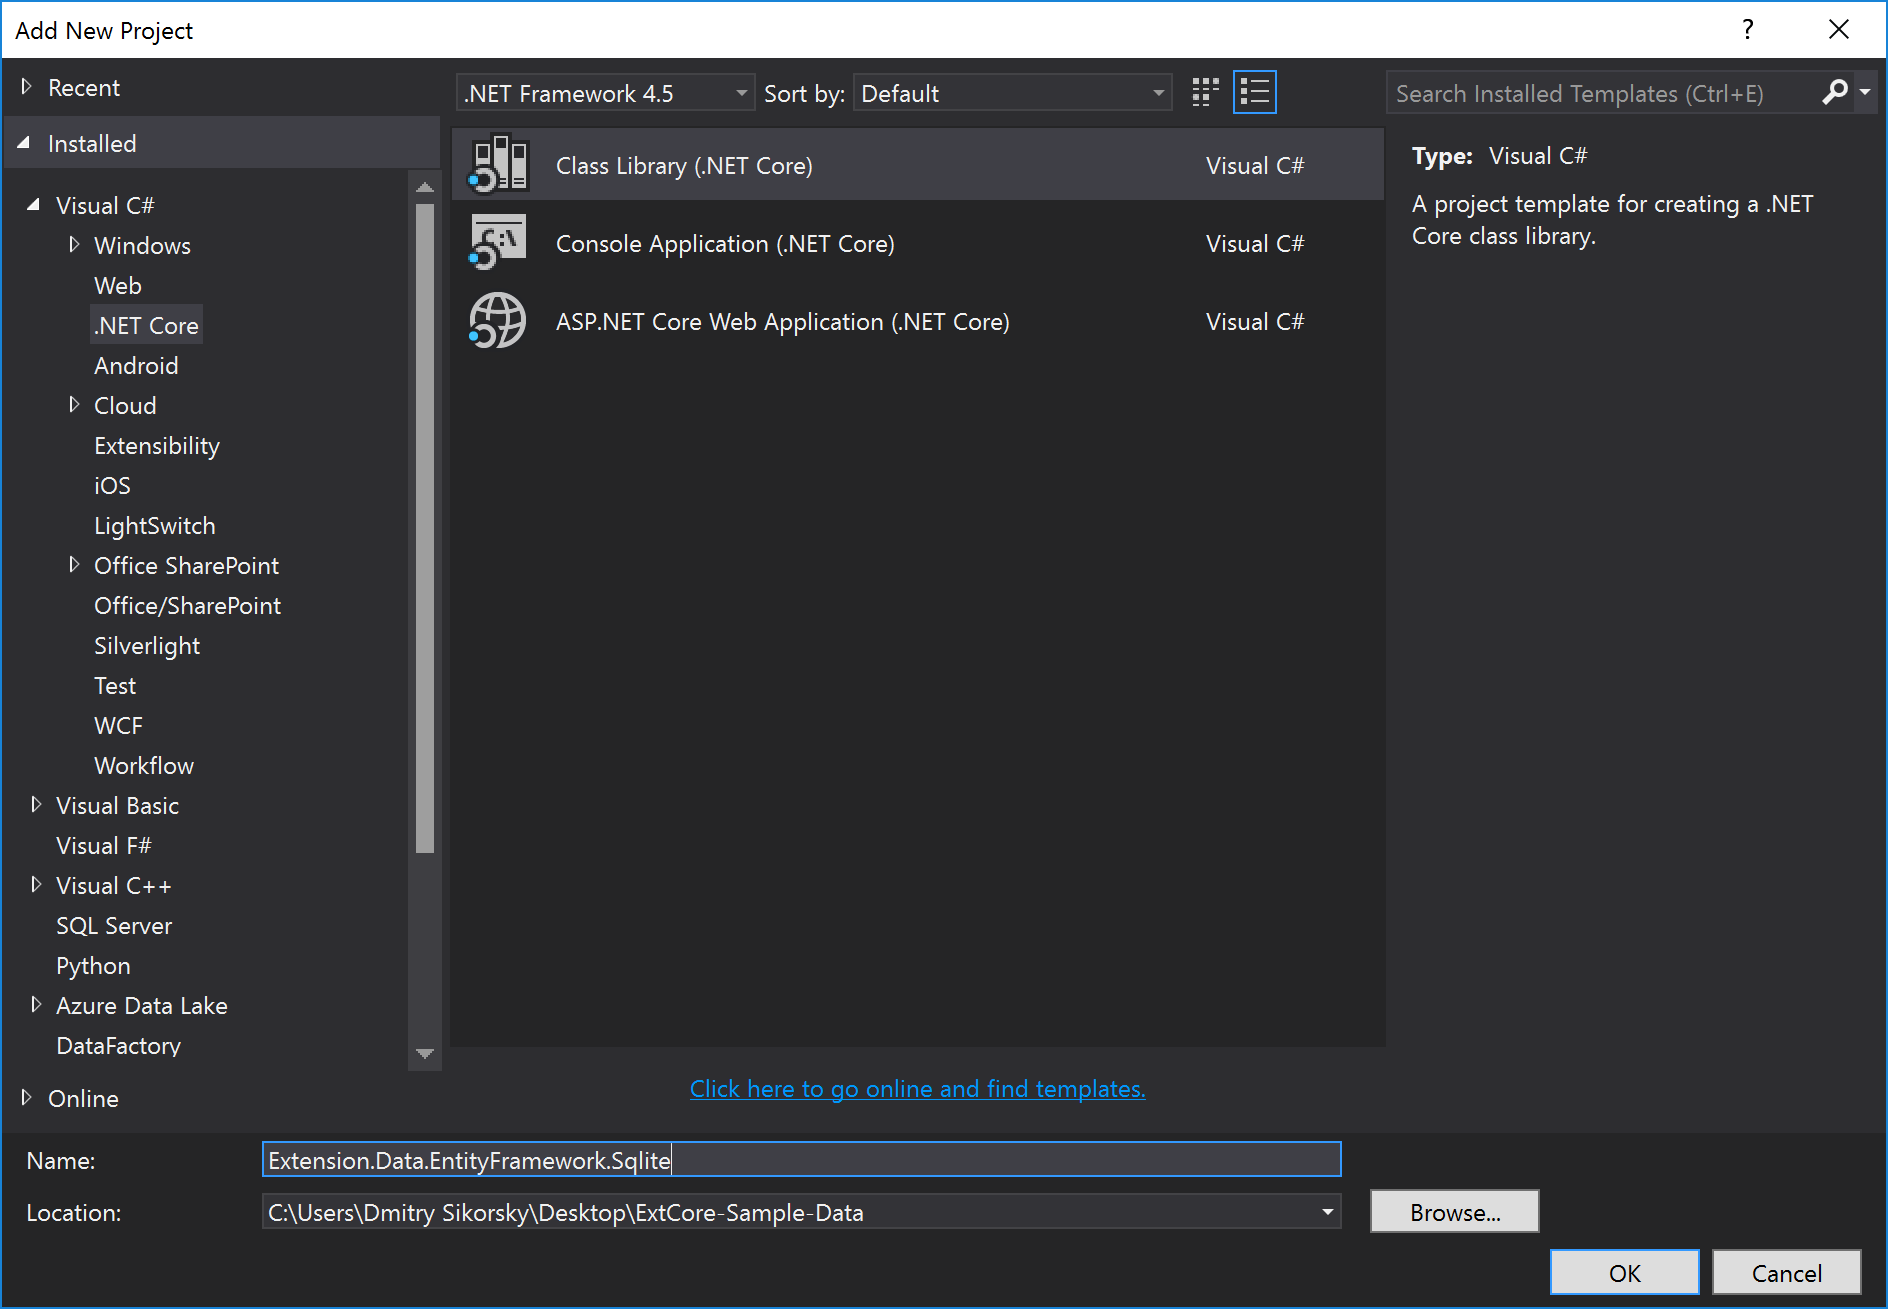 Add New Project
?
Recent
.NET Framework 4.5
Sort by:
Default
Search Installed Templates (Ctrl+E)
Installed
Visual C#
Windows
Web
.NET Core
Android
Cloud
Extensibility
iOS
LightSwitch
Office SharePoint
Office/SharePoint
Silverlight
Test
WCF
Workflow
Visual Basic
Visual F#
Visual C++
SQL Server
Python
Azure Data Lake
DataFactory
Online
Class Library (.NET Core) Visual C#
C:\
Console Application (.NET Core) Visual C#
ASP.NET Core Web Application (.NET Core) Visual C#
Type: Visual C#
A project template for creating a .NET
Core class library.
Click here to go online and find templates.
Name: Extension.Data.EntityFramework.Sqlite
Location: C:\Users\Dmitry Sikorsky\Desktop\ExtCore-Sample-Data
Browse...
OK
Cancel